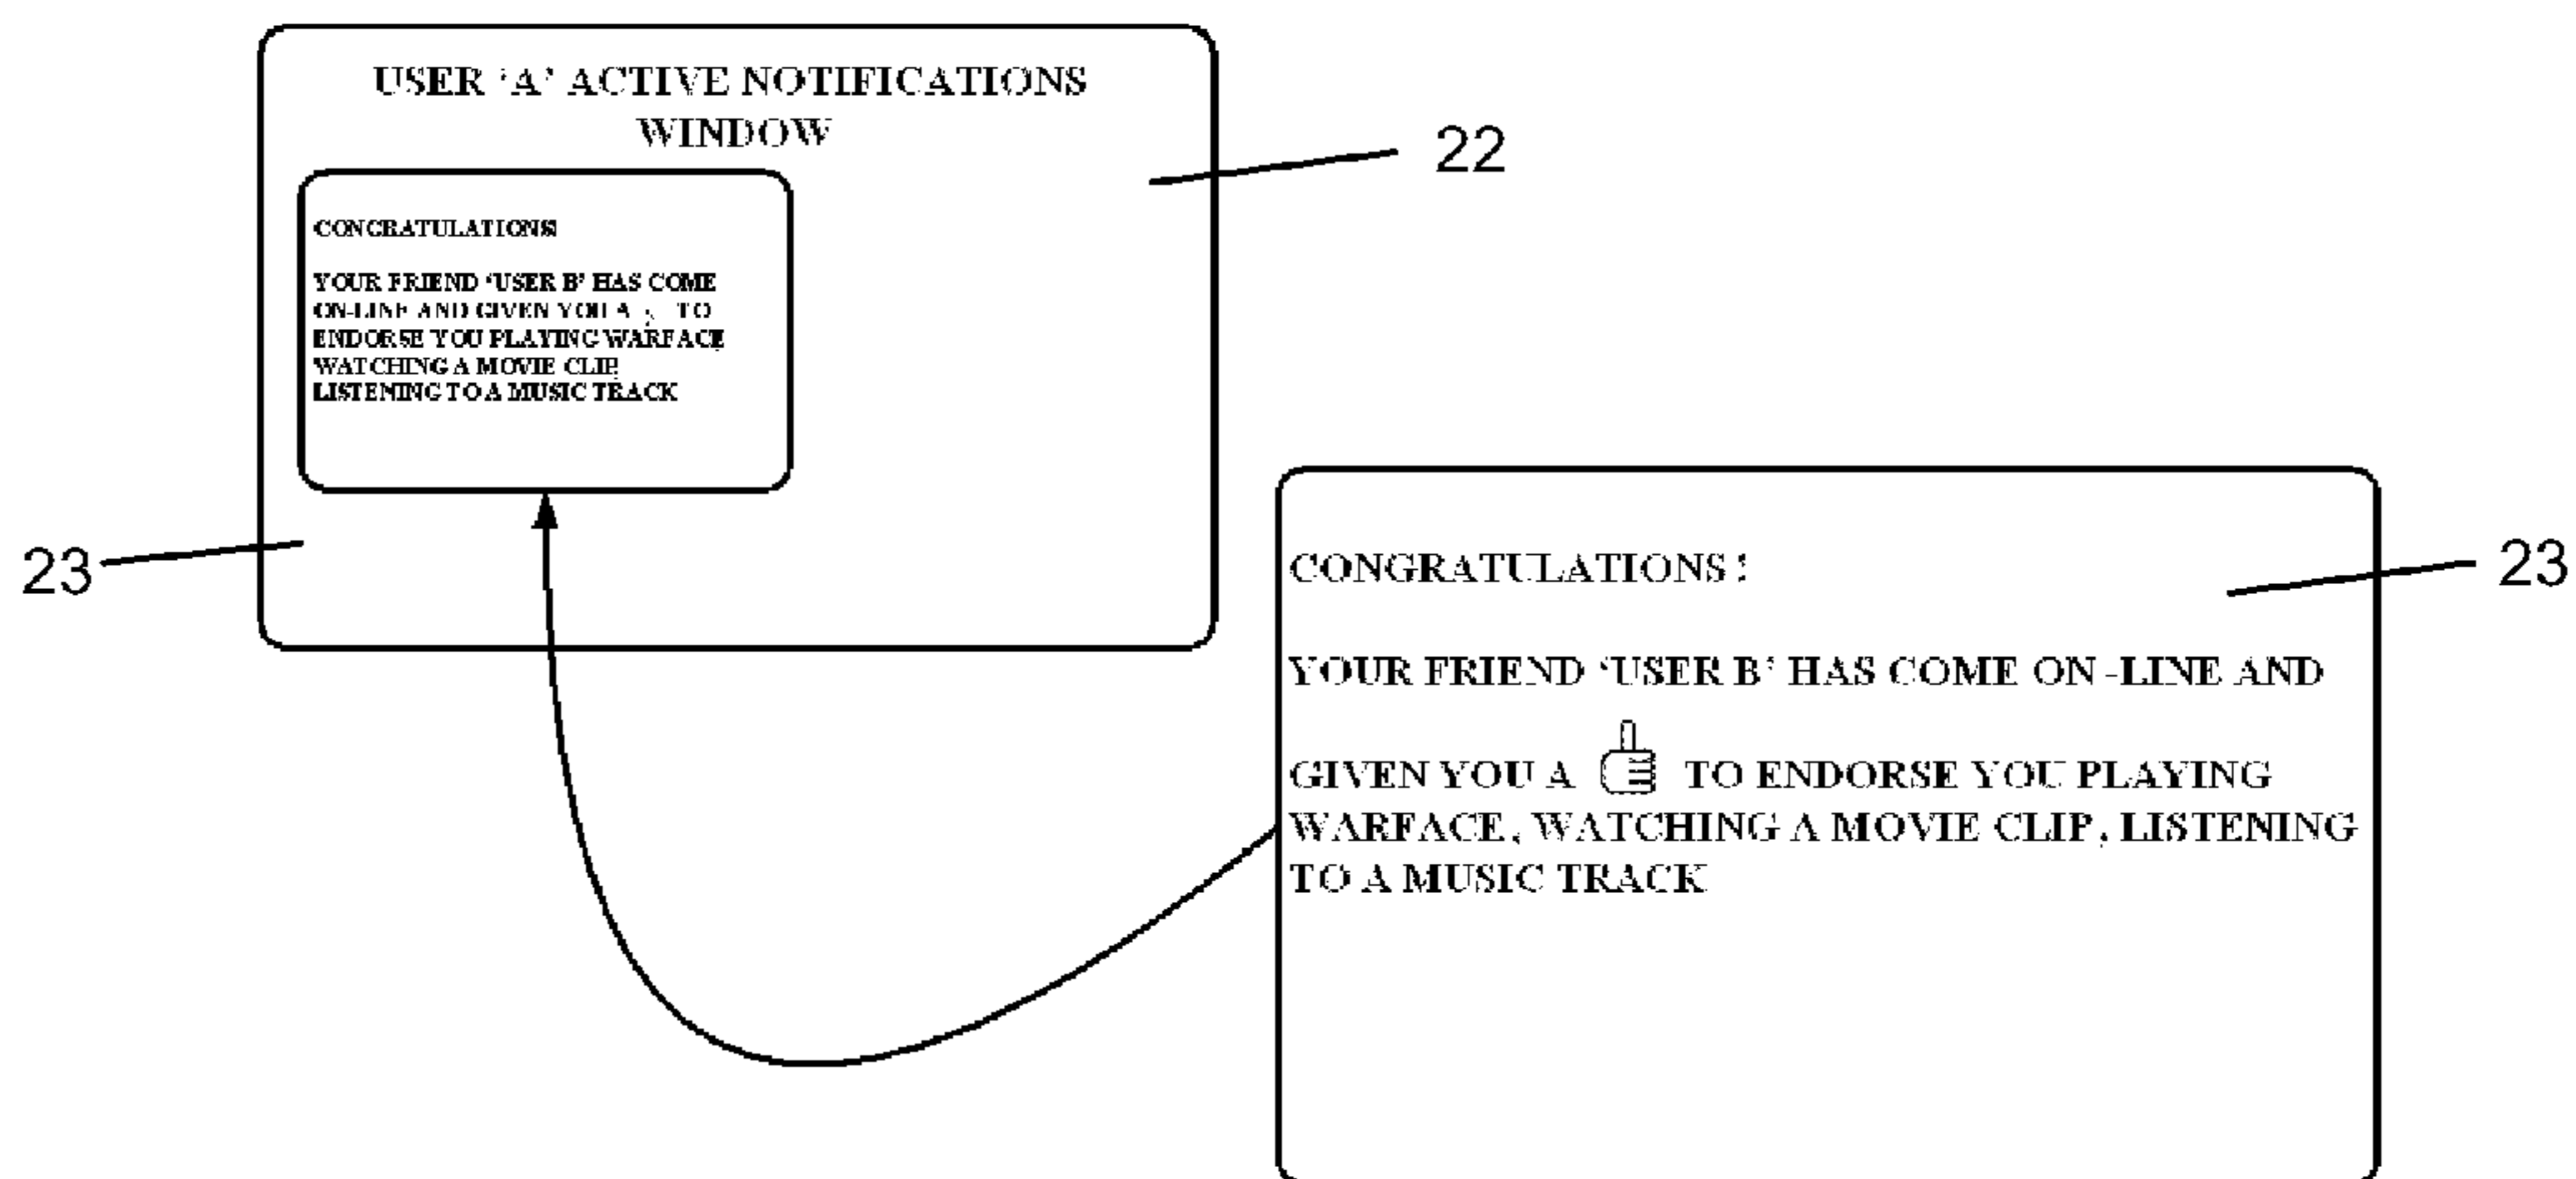 USER 'A' ACTIVE NOTIFICATIONS
WINDOW
22
CONGRATULATIONS!
YOUR FRIEND 'USER B' HAS COME
ON-LINE AND GIVEN YOU A TO
ENDORSE YOU PLAYING WARFACE,
WATCHING A MOVIE CLIP,
LISTENING TO A MUSIC TRACK
23
23
CONGRATULATIONS!
YOUR FRIEND 'USER B' HAS COME ON-LINE AND
GIVEN YOU A TO ENDORSE YOU PLAYING
WARFACE, WATCHING A MOVIE CLIP, LISTENING
TO A MUSIC TRACK